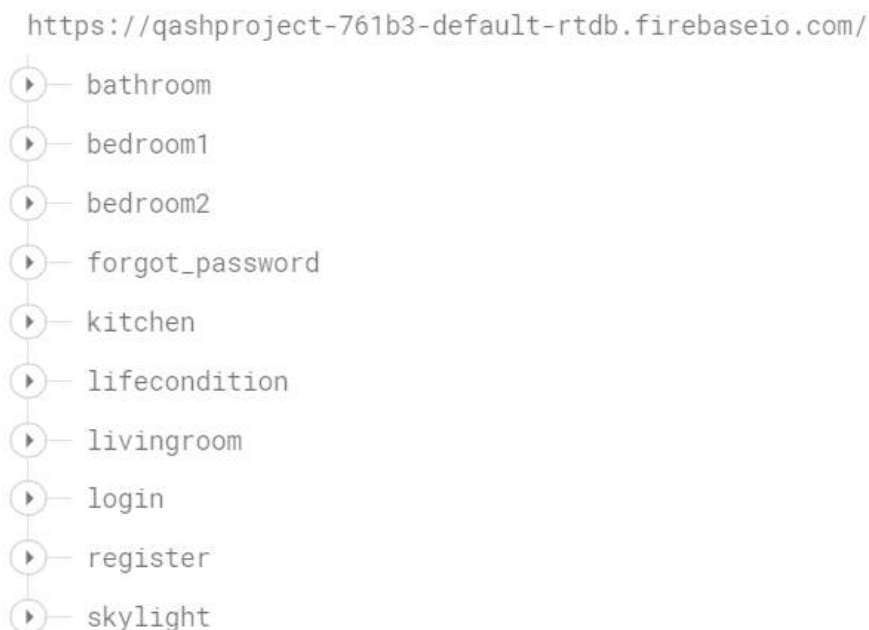 https://qashproject-761b3-default-rtdb.firebaseio.com/
bathroom
bedroom1
bedroom2
forgot_password
kitchen
lifecondition
livingroom
login
register
skylight